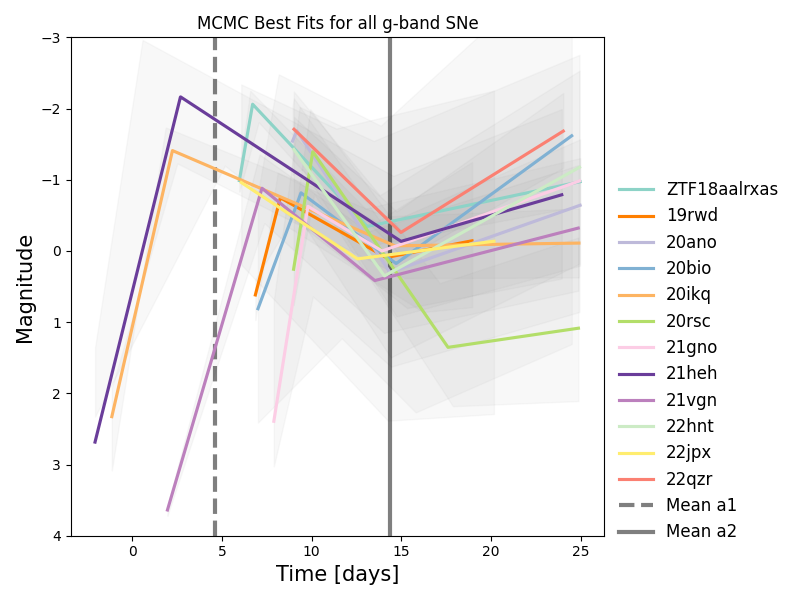 MCMC Best Fits for all g-band SNe
−3
−2
−1
0
1
2
3
4
Magnitude
0
5
10
15
20
25
Time [days]
ZTF18aalrxas
19rwd
20ano
20bio
20ikq
20rsc
21gno
21heh
21vgn
22hnt
22jpx
22qzr
Mean a1
Mean a2